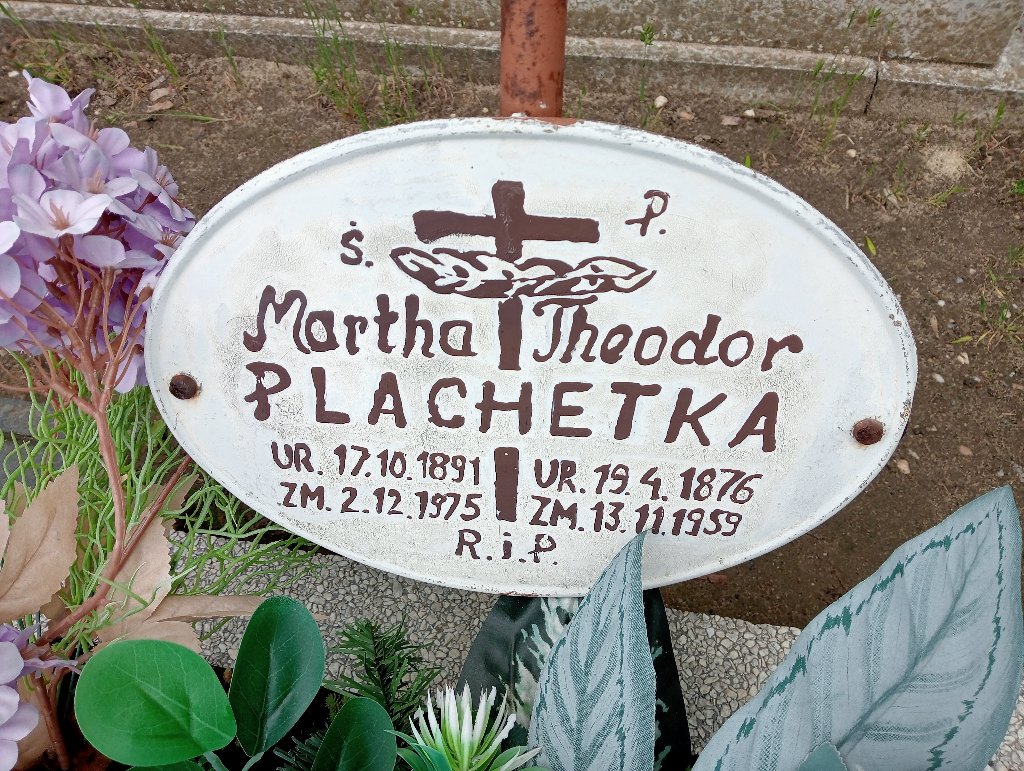 Ś. P.
Martha Theodor
PLACHETKA
UR. 17.10.1891 UR. 19.4.1876
ZM. 2.12.1975 ZM. 13.11.1959
R.i.P.